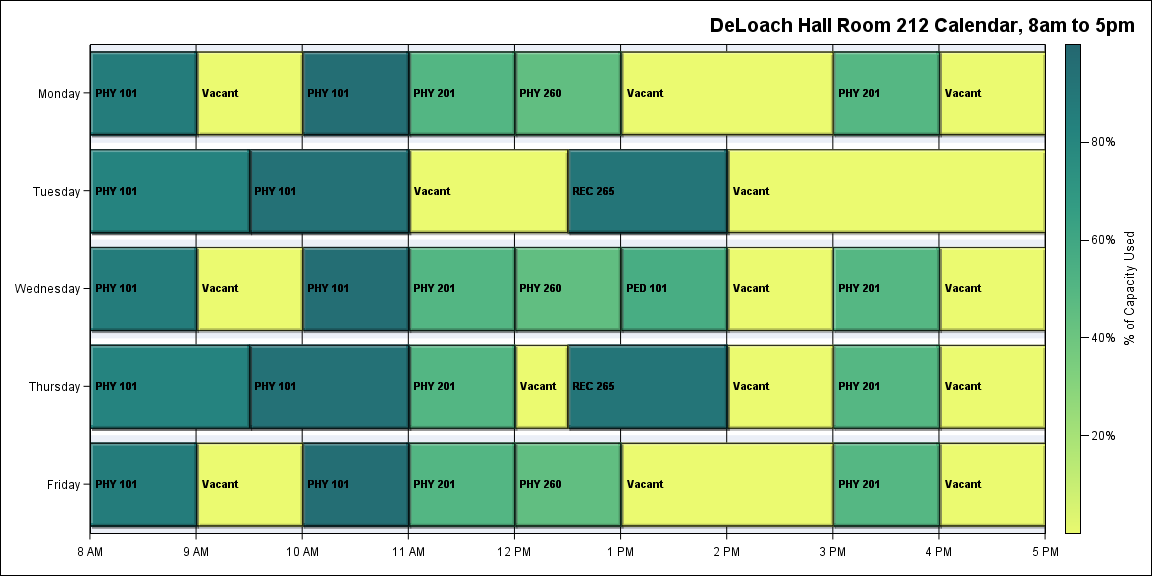 DeLoach Hall Room 212 Calendar, 8am to 5pm
Monday
PHY 101 Vacant PHY 101 PHY 201 PHY 260 Vacant PHY 201 Vacant
Tuesday
PHY 101 PHY 101 Vacant REC 265 Vacant
Wednesday
PHY 101 Vacant PHY 101 PHY 201 PHY 260 PED 101 Vacant PHY 201 Vacant
Thursday
PHY 101 PHY 101 PHY 201 Vacant REC 265 Vacant PHY 201 Vacant
Friday
PHY 101 Vacant PHY 101 PHY 201 PHY 260 Vacant PHY 201 Vacant
8 AM 9 AM 10 AM 11 AM 12 PM 1 PM 2 PM 3 PM 4 PM 5 PM
80%
60%
40%
20%
% of Capacity Used